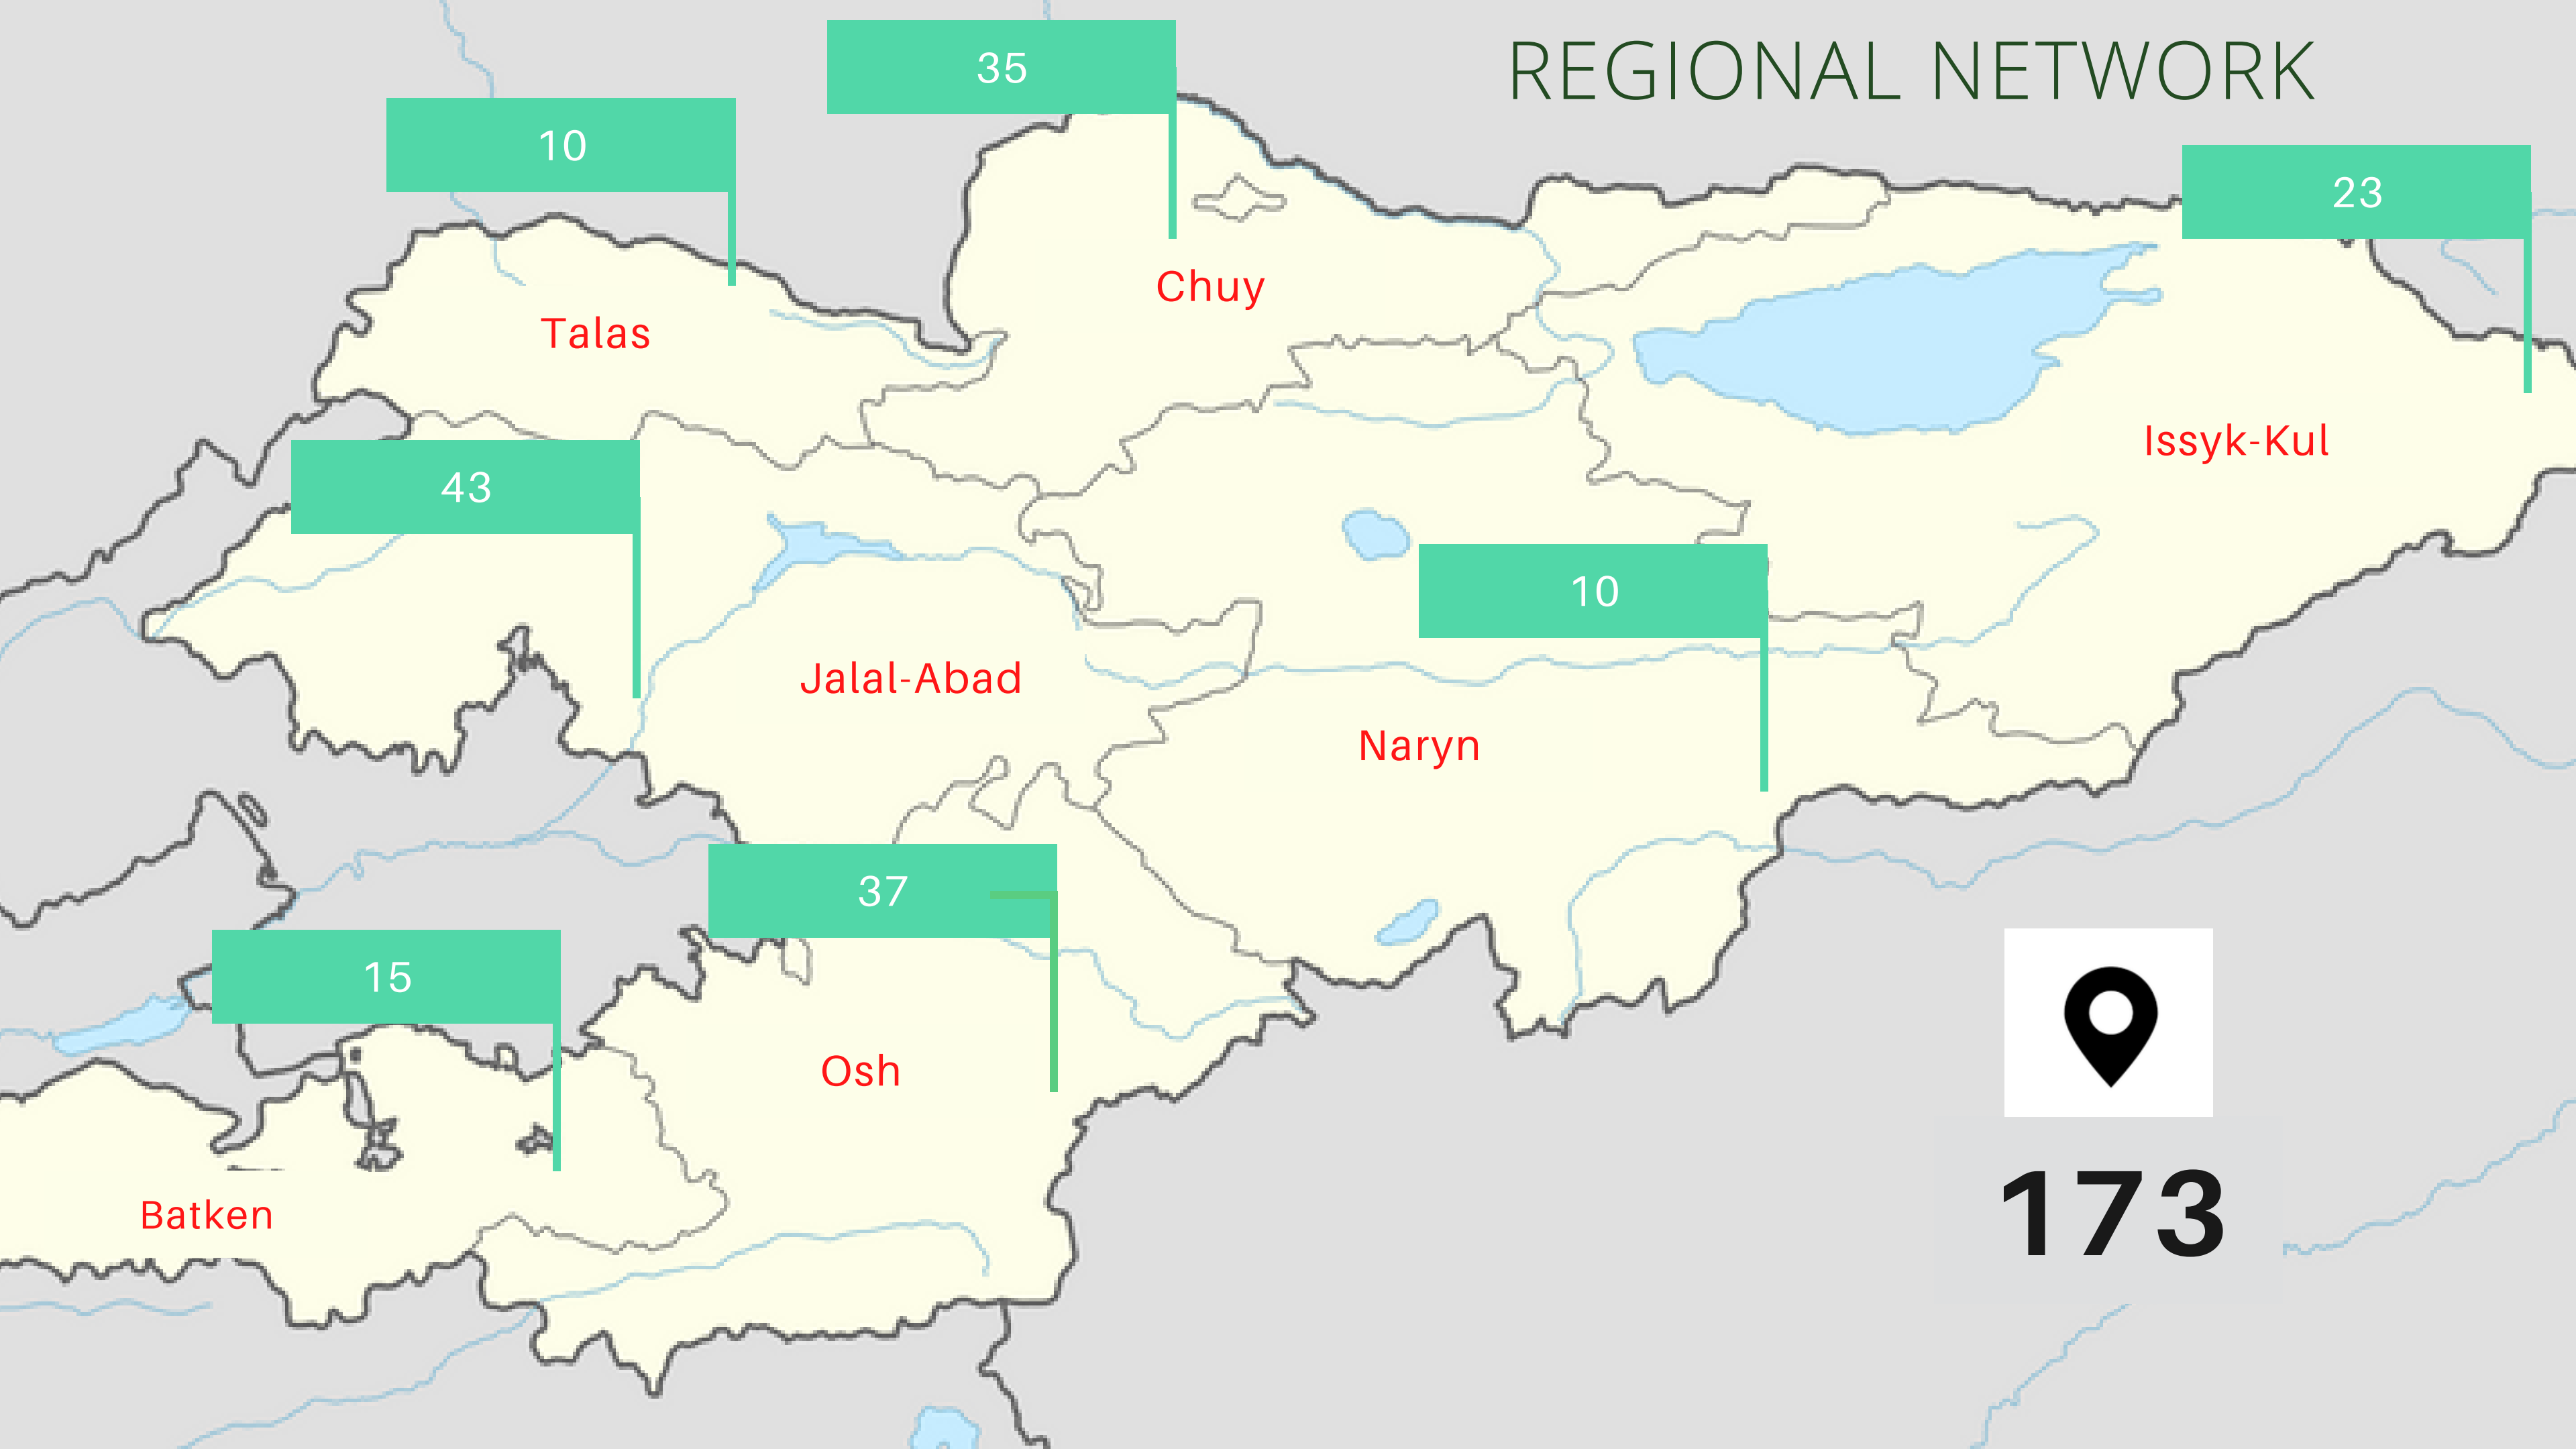 REGIONAL NETWORK
35
10
23
Chuy
Talas
Issyk-Kul
43
10
Jalal-Abad
Naryn
37
15
Osh
173
Batken